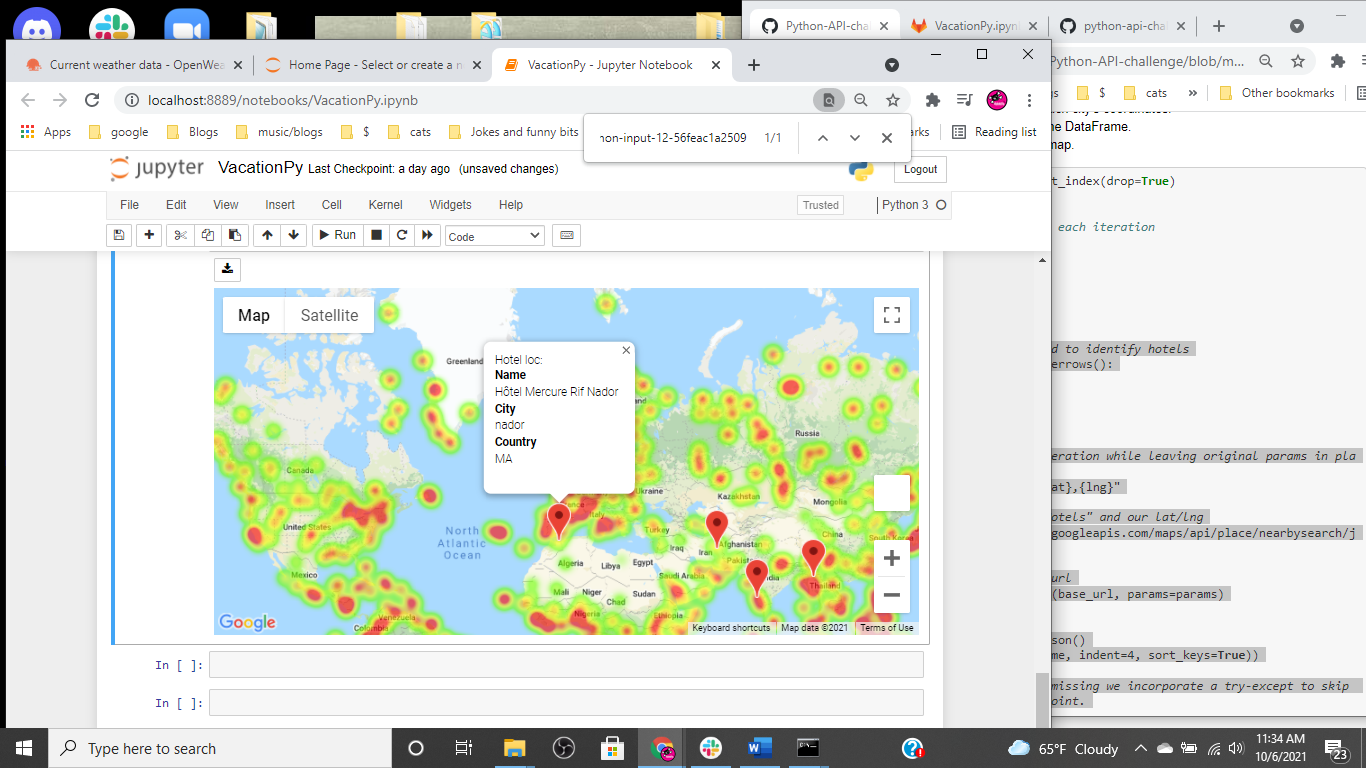 Python-API-cha
VacationPy.ipyn
python-api-chal
Current weather data - OpenWea
Home Page - Select or create a n
VacationPy - Jupyter Notebook
Python-API-challenge/blob/m...
localhost:8889/notebooks/VacationPy.ipynb
gs
$
cats
»
Other bookmarks
Apps
google
Blogs
music/blogs
$
cats
Jokes and funny bits
Reading list
non-input-12-56feac1a2509
1/1
jupyter
VacationPy
Last Checkpoint: a day ago
(unsaved changes)
Logout
File
Edit
View
Insert
Cell
Kernel
Widgets
Help
Trusted
Python 3
Run
Code
Map
Satellite
Hotel loc:
Name
Hôtel Mercure Rif Nador
City
nador
Country
MA
Greenland
Russia
Canada
Ukraine
Kazakhstan
Mongolia
United States
North
Atlantic
Ocean
Italy
Turkey
China
South Korea
Iraq
Iran
Afghanistan
Pakistan
Algeria
Libya
Egypt
Saudi Arabia
Mexico
Mali
Niger
Chad
Sudan
Thailand
Nigeria
Ethiopia
Venezuela
Colombia
Google
Keyboard shortcuts
Map data ©2021
Terms of Use
In [ ]:
In [ ]:
he DataFrame.
map.
t_index(drop=True)
each iteration
d to identify hotels
errows():
eration while leaving original params in pla
at},{lng}"
otels" and our lat/lng
googleapis.com/maps/api/place/nearbysearch/j
url
(base_url, params=params)
son()
me, indent=4, sort_keys=True))
missing we incorporate a try-except to skip
oint.
Type here to search
65°F Cloudy
11:34 AM
10/6/2021
23